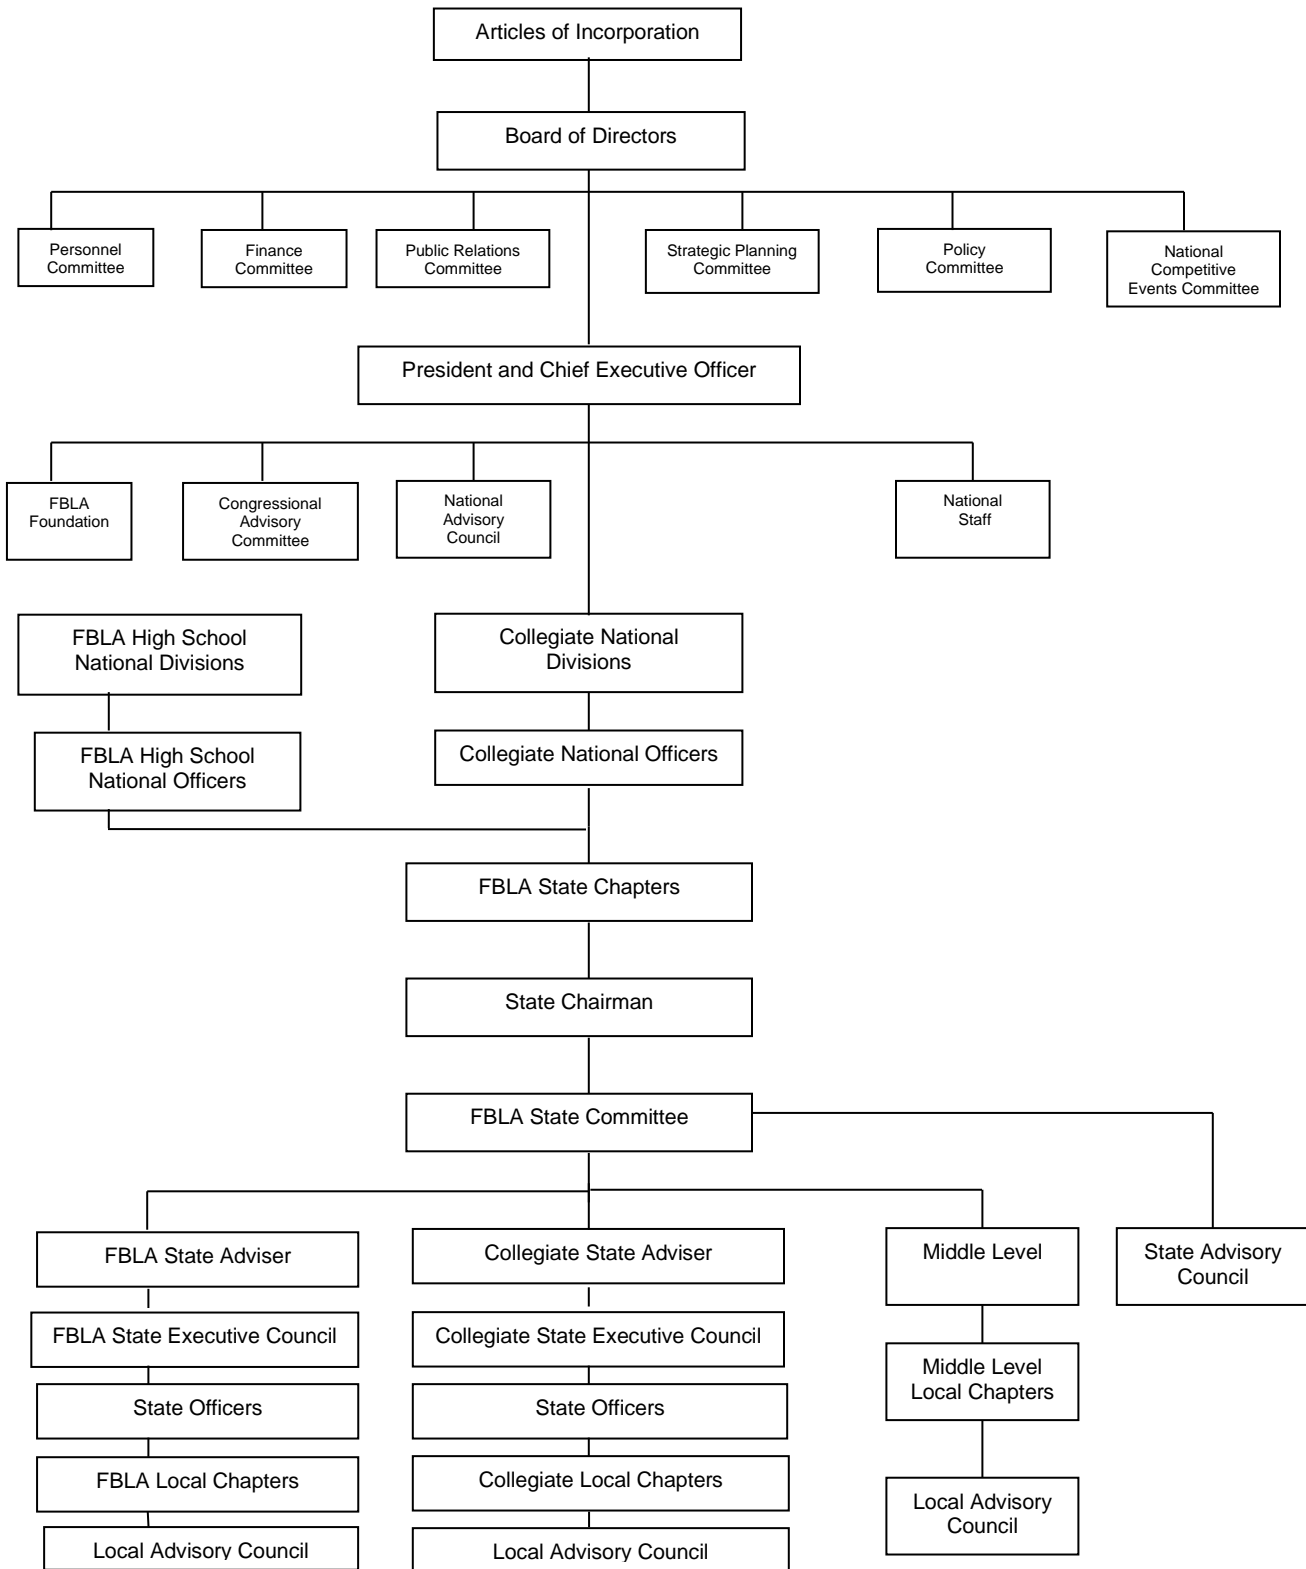 Articles of Incorporation
Board of Directors
Personnel
Committee
Finance
Committee
Public Relations
Committee
Strategic Planning
Committee
Policy
Committee
National
Competitive
Events Committee
President and Chief Executive Officer
FBLA
Foundation
Congressional
Advisory
Committee
National
Advisory
Council
National
Staff
FBLA High School
National Divisions
Collegiate National
Divisions
FBLA High School
National Officers
Collegiate National Officers
FBLA State Chapters
State Chairman
FBLA State Committee
FBLA State Adviser
Collegiate State Adviser
Middle Level
State Advisory
Council
FBLA State Executive Council
Collegiate State Executive Council
Middle Level
Local Chapters
State Officers
State Officers
FBLA Local Chapters
Collegiate Local Chapters
Local Advisory
Council
Local Advisory Council
Local Advisory Council